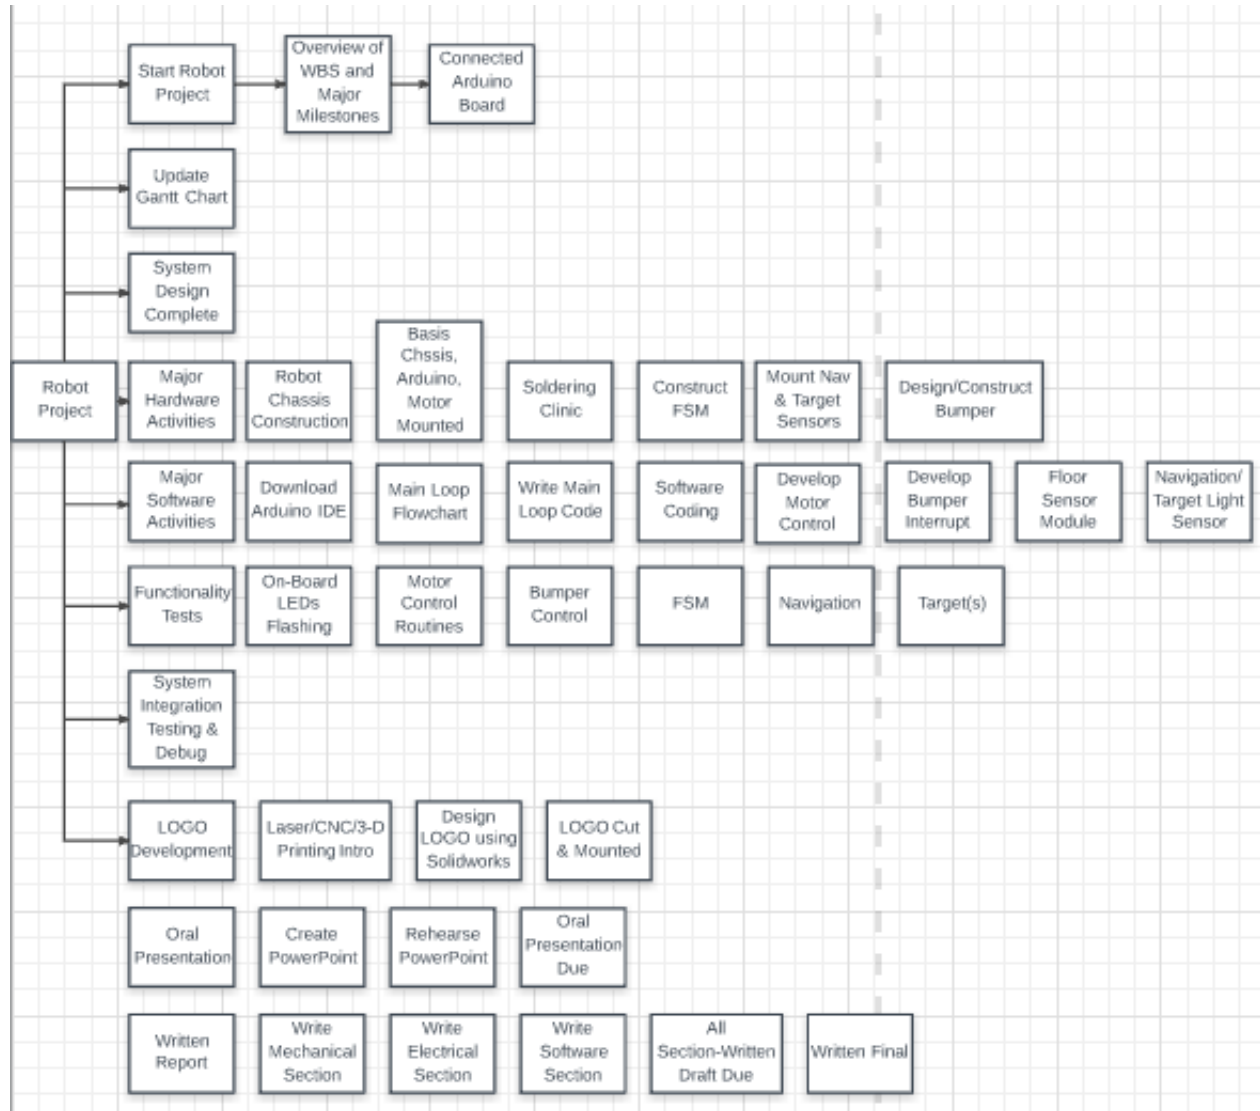 Start Robot
Project
Overview of
WBS and
Major
Milestones
Connected
Arduino
Board
Update
Gantt Chart
System
Design
Complete
Robot
Project
Major
Hardware
Activities
Robot
Chassis
Construction
Basis
Chssis,
Arduino,
Motor
Mounted
Soldering
Clinic
Construct
FSM
Mount Nav
& Target
Sensors
Design/Construct
Bumper
Major
Software
Activities
Download
Arduino IDE
Main Loop
Flowchart
Write Main
Loop Code
Software
Coding
Develop
Motor
Control
Develop
Bumper
Interrupt
Floor
Sensor
Module
Navigation/
Target Light
Sensor
Functionality
Tests
On-Board
LEDs
Flashing
Motor
Control
Routines
Bumper
Control
FSM
Navigation
Target(s)
System
Integration
Testing &
Debug
LOGO
Development
Laser/CNC/3-D
Printing Intro
Design
LOGO using
Solidworks
LOGO Cut
& Mounted
Oral
Presentation
Create
PowerPoint
Rehearse
PowerPoint
Oral
Presentation
Due
Written
Report
Write
Mechanical
Section
Write
Electrical
Section
Write
Software
Section
All
Section-Written
Draft Due
Written Final